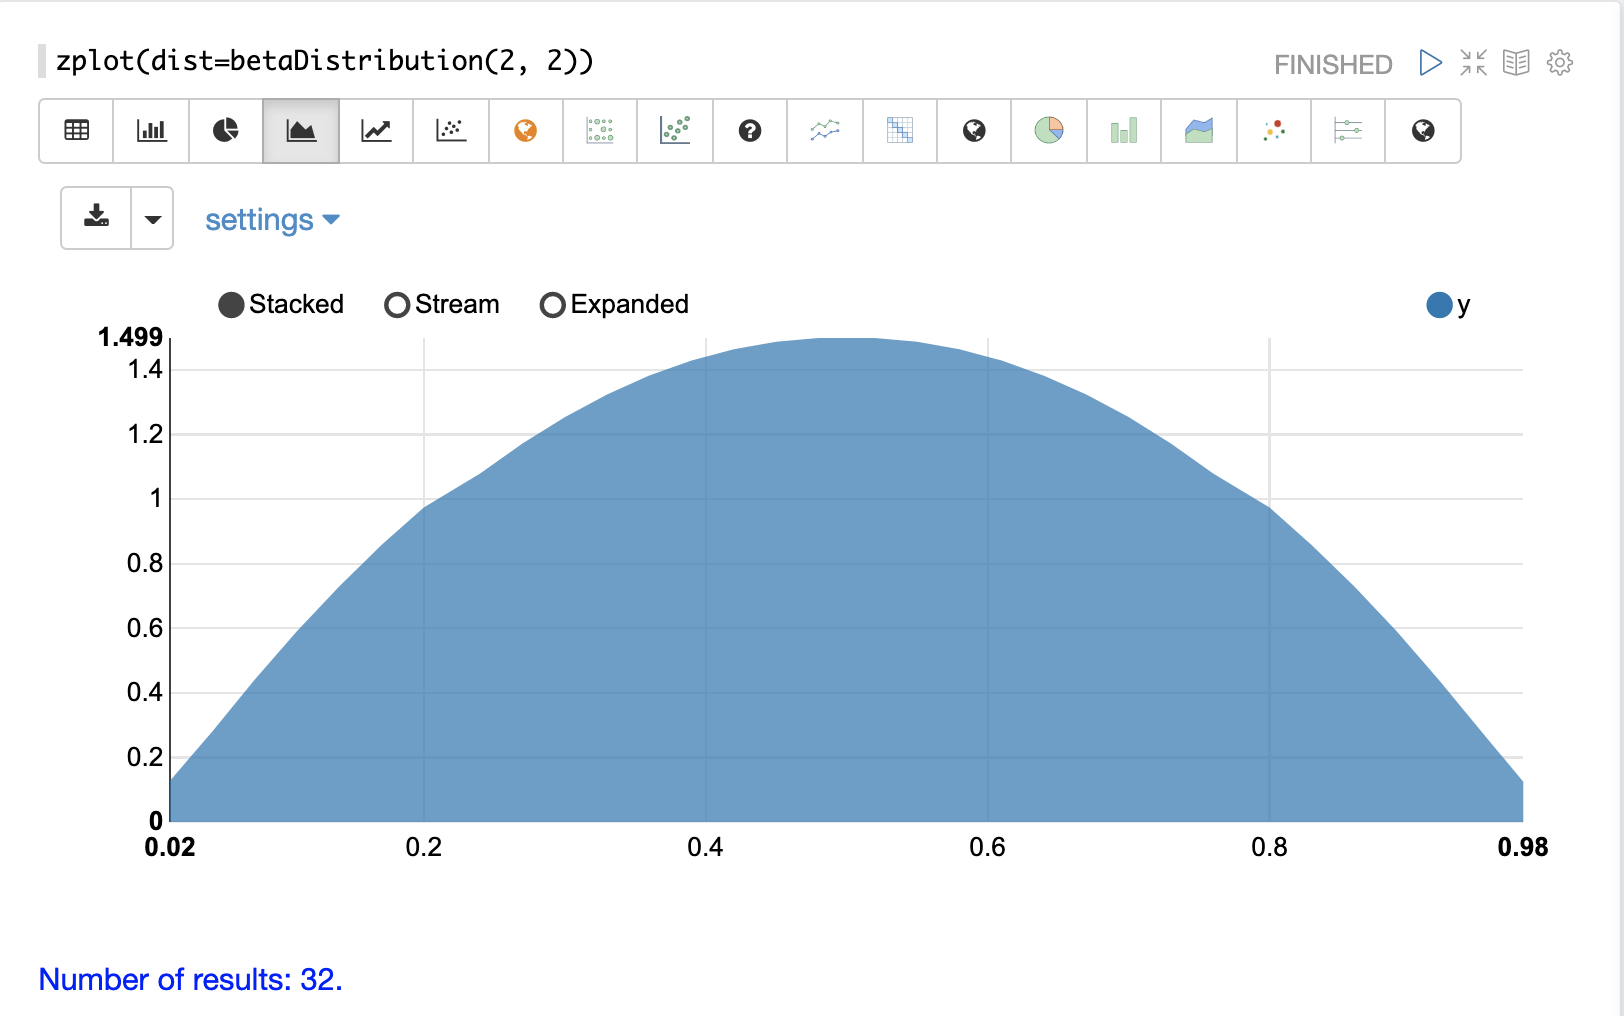 zplot(dist=betaDistribution(2, 2))
FINISHED
settings
Stacked Stream Expanded
y
1.499
1.4
1.2
1
0.8
0.6
0.4
0.2
0
0.02 0.2 0.4 0.6 0.8 0.98
Number of results: 32.